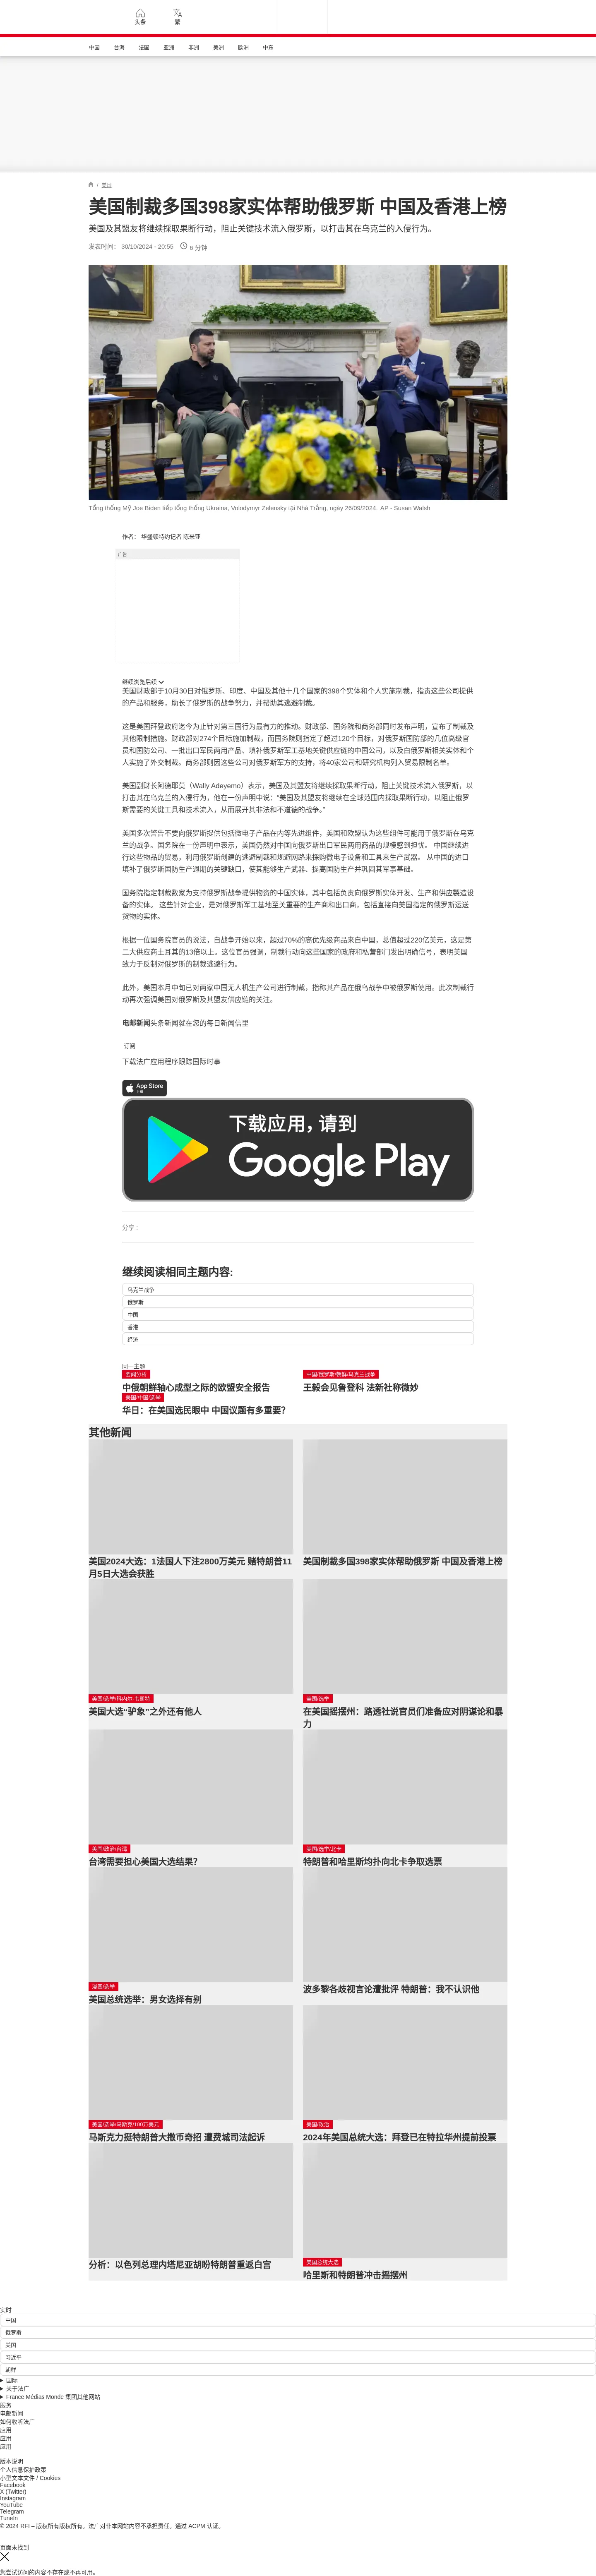 头条
繁
中国
台海
法国
亚洲
非洲
美洲
欧洲
中东
/ 美国
美国制裁多国398家实体帮助俄罗斯 中国及香港上榜
美国及其盟友将继续采取果断行动，阻止关键技术流入俄罗斯，以打击其在乌克兰的入侵行为。
发表时间： 30/10/2024 - 20:55
6 分钟
Tổng thống Mỹ Joe Biden tiếp tổng thống Ukraina, Volodymyr Zelensky tại Nhà Trắng, ngày 26/09/2024. AP - Susan Walsh
作者： 华盛顿特约记者 陈米亚
广告
继续浏览后续
美国财政部于10月30日对俄罗斯、印度、中国及其他十几个国家的398个实体和个人实施制裁，指责这些公司提供
的产品和服务，助长了俄罗斯的战争努力，并帮助其逃避制裁。
这是美国拜登政府迄今为止针对第三国行为最有力的推动。财政部、国务院和商务部同时发布声明，宣布了制裁及
其他限制措施。财政部对274个目标施加制裁，而国务院则指定了超过120个目标，对俄罗斯国防部的几位高级官
员和国防公司、一批出口军民两用产品、填补俄罗斯军工基地关键供应链的中国公司，以及白俄罗斯相关实体和个
人实施了外交制裁。商务部则因这些公司对俄罗斯军方的支持，将40家公司和研究机构列入贸易限制名单。
美国副财长阿德耶莫（Wally Adeyemo）表示，美国及其盟友将继续采取果断行动，阻止关键技术流入俄罗斯，以
打击其在乌克兰的入侵行为，他在一份声明中说：“美国及其盟友将继续在全球范围内采取果断行动，以阻止俄罗
斯需要的关键工具和技术流入，从而展开其非法和不道德的战争。”
美国多次警告不要向俄罗斯提供包括微电子产品在内等先进组件，美国和欧盟认为这些组件可能用于俄罗斯在乌克
兰的战争。国务院在一份声明中表示，美国仍然对中国向俄罗斯出口军民两用商品的规模感到担忧。 中国继续进
行这些物品的贸易，利用俄罗斯创建的逃避制裁和规避网路来採购微电子设备和工具来生产武器。 从中国的进口
填补了俄罗斯国防生产週期的关键缺口，使其能够生产武器、提高国防生产并巩固其军事基础。
国务院指定制裁数家为支持俄罗斯战争提供物资的中国实体，其中包括负责向俄罗斯实体开发、生产和供应製造设
备的实体。 这些针对企业，是对俄罗斯军工基地至关重要的生产商和出口商，包括直接向美国指定的俄罗斯运送
货物的实体。
根据一位国务院官员的说法，自战争开始以来，超过70%的高优先级商品来自中国，总值超过220亿美元，这是第
二大供应商土耳其的13倍以上。这位官员强调，制裁行动向这些国家的政府和私营部门发出明确信号，表明美国
致力于反制对俄罗斯的制裁逃避行为。
此外，美国本月中旬已对两家中国无人机生产公司进行制裁，指称其产品在俄乌战争中被俄罗斯使用。此次制裁行
动再次强调美国对俄罗斯及其盟友供应链的关注。
电邮新闻头条新闻就在您的每日新闻信里
订阅
下载法广应用程序跟踪国际时事
App Store
下载
下载应用，请到
Google Play
分享 :
继续阅读相同主题内容:
乌克兰战争
俄罗斯
中国
香港
经济
同一主题
要闻分析
中俄朝鲜轴心成型之际的欧盟安全报告
中国/俄罗斯/朝鲜/乌克兰战争
王毅会见鲁登科 法新社称微妙
美国/中国/选举
华日：在美国选民眼中 中国议题有多重要？
其他新闻
美国2024大选：1法国人下注2800万美元 赌特朗普11
月5日大选会获胜
美国制裁多国398家实体帮助俄罗斯 中国及香港上榜
美国/选举/科内尔·韦斯特
美国大选“驴象”之外还有他人
美国/选举
在美国摇摆州：路透社说官员们准备应对阴谋论和暴
力
美国/政治/台湾
台湾需要担心美国大选结果？
美国/选举/北卡
特朗普和哈里斯均扑向北卡争取选票
漫画/选举
美国总统选举：男女选择有别
波多黎各歧视言论遭批评 特朗普：我不认识他
美国/选举/马斯克/100万美元
马斯克力挺特朗普大撒币奇招 遭费城司法起诉
美国/政治
2024年美国总统大选：拜登已在特拉华州提前投票
分析：以色列总理内塔尼亚胡盼特朗普重返白宫
美国总统大选
哈里斯和特朗普冲击摇摆州
实时
中国
俄罗斯
美国
习近平
朝鲜
国际
关于法广
France Médias Monde 集团其他网站
服务
电邮新闻
如何收听法广
应用
应用
应用
版本说明
个人信息保护政策
小型文本文件 / Cookies
Facebook
X (Twitter)
Instagram
YouTube
Telegram
TuneIn
© 2024 RFI – 版权所有版权所有。法广对非本网站内容不承担责任。通过 ACPM 认证。
页面未找到
您尝试访问的内容不存在或不再可用。